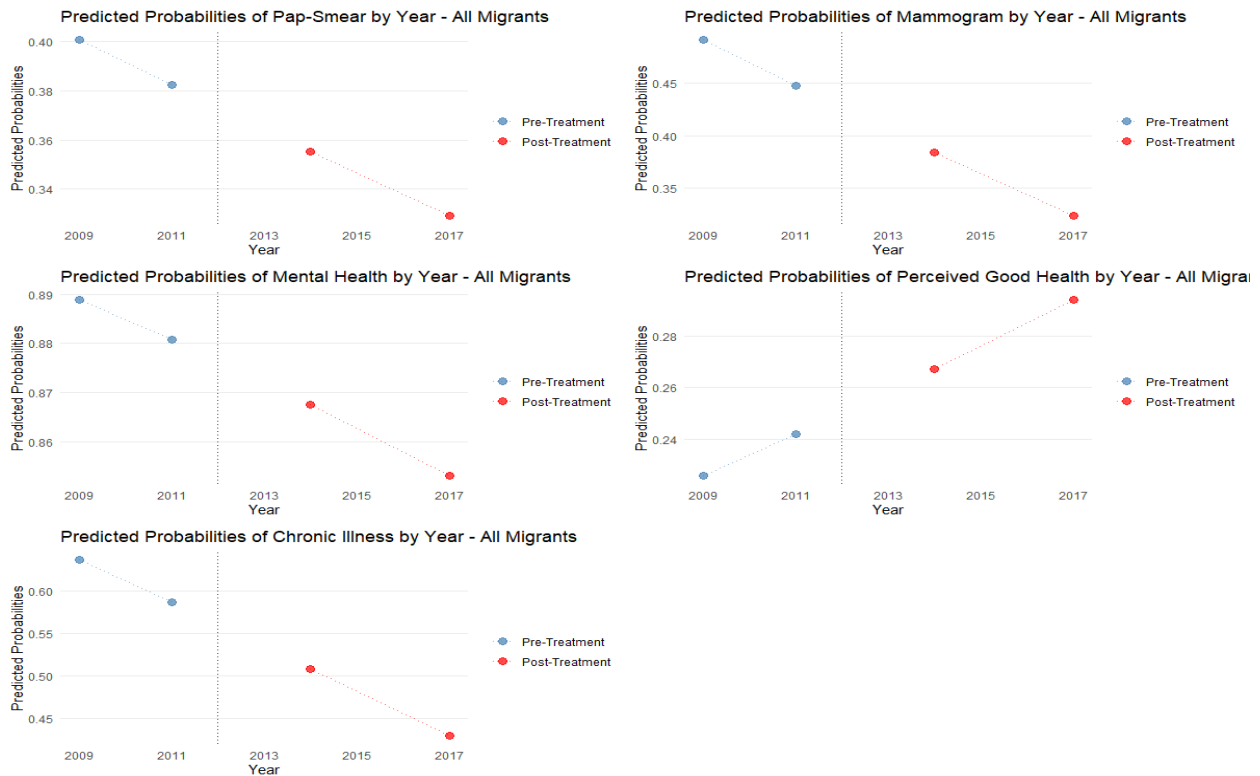 Predicted Probabilities of Pap-Smear by Year - All Migrants
Predicted Probabilities
0.40
0.38
0.36
0.34
2009 2011 2013 2015 2017
Year
Pre-Treatment
Post-Treatment
Predicted Probabilities of Mammogram by Year - All Migrants
Predicted Probabilities
0.45
0.40
0.35
2009 2011 2013 2015 2017
Year
Pre-Treatment
Post-Treatment
Predicted Probabilities of Mental Health by Year - All Migrants
Predicted Probabilities
0.89
0.88
0.87
0.86
2009 2011 2013 2015 2017
Year
Pre-Treatment
Post-Treatment
Predicted Probabilities of Perceived Good Health by Year - All Migrar
Predicted Probabilities
0.28
0.26
0.24
2009 2011 2013 2015 2017
Year
Pre-Treatment
Post-Treatment
Predicted Probabilities of Chronic Illness by Year - All Migrants
Predicted Probabilities
0.60
0.55
0.50
0.45
2009 2011 2013 2015 2017
Year
Pre-Treatment
Post-Treatment